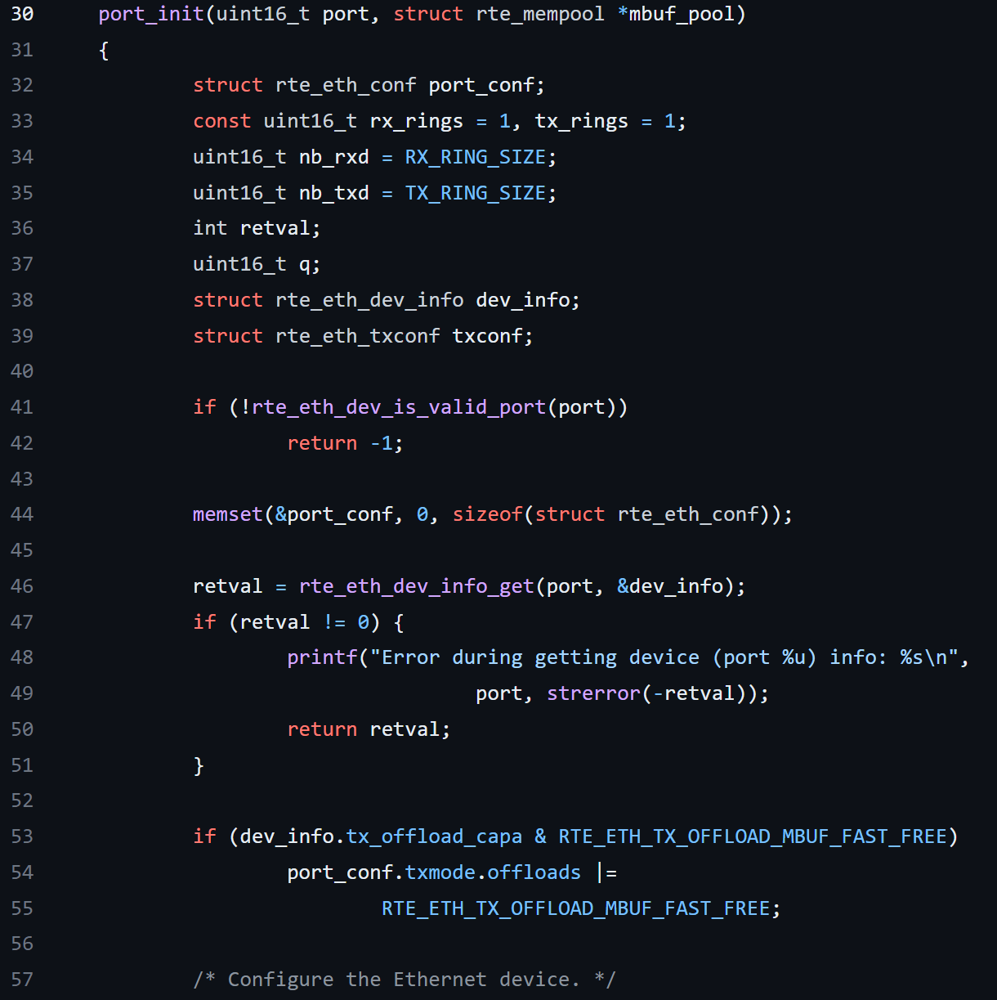 30 port_init(uint16_t port, struct rte_mempool *mbuf_pool)
31 {
32 struct rte_eth_conf port_conf;
33 const uint16_t rx_rings = 1, tx_rings = 1;
34 uint16_t nb_rxd = RX_RING_SIZE;
35 uint16_t nb_txd = TX_RING_SIZE;
36 int retval;
37 uint16_t q;
38 struct rte_eth_dev_info dev_info;
39 struct rte_eth_txconf txconf;
40
41 if (!rte_eth_dev_is_valid_port(port))
42 return -1;
43
44 memset(&port_conf, 0, sizeof(struct rte_eth_conf));
45
46 retval = rte_eth_dev_info_get(port, &dev_info);
47 if (retval != 0) {
48 printf("Error during getting device (port %u) info: %s\n",
49 port, strerror(-retval));
50 return retval;
51 }
52
53 if (dev_info.tx_offload_capa & RTE_ETH_TX_OFFLOAD_MBUF_FAST_FREE)
54 port_conf.txmode.offloads |=
55 RTE_ETH_TX_OFFLOAD_MBUF_FAST_FREE;
56
57 /* Configure the Ethernet device. */